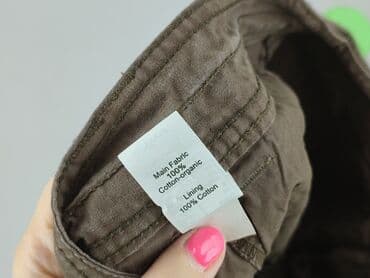 Main Fabric
100%
Cotton-organic
Lining
100% Cotton